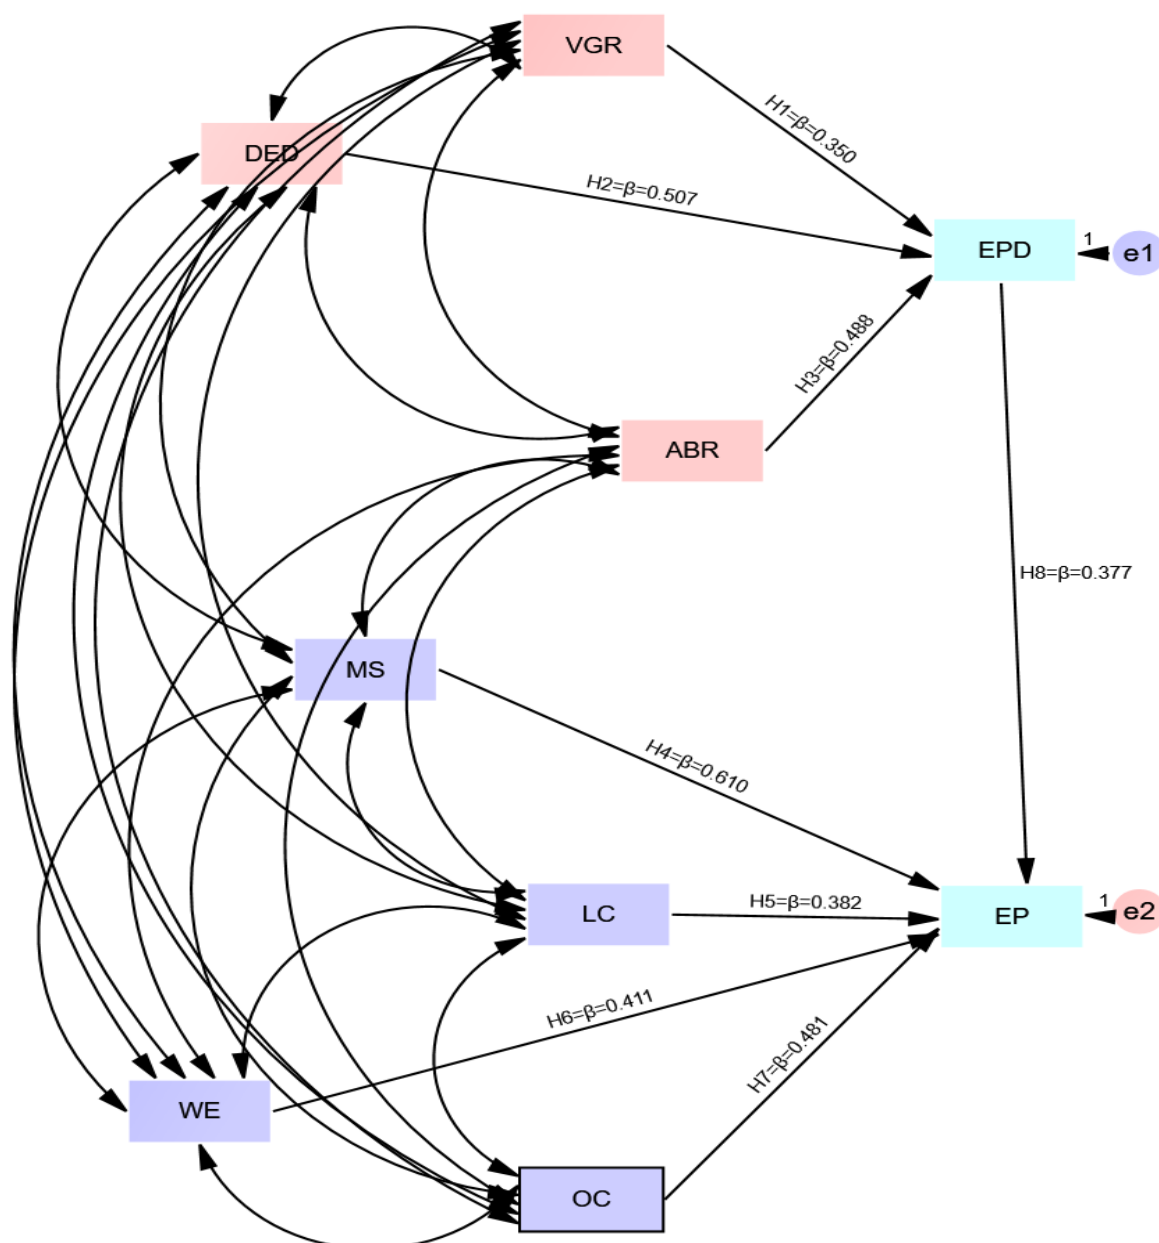 VGR
H1=β=0.350
DED
H2=β=0.507
EPD
1
e1
H3=β=0.488
ABR
H8=β=0.377
MS
H4=β=0.610
LC
H5=β=0.382
EP
1
e2
H6=β=0.411
H7=β=0.481
WE
OC